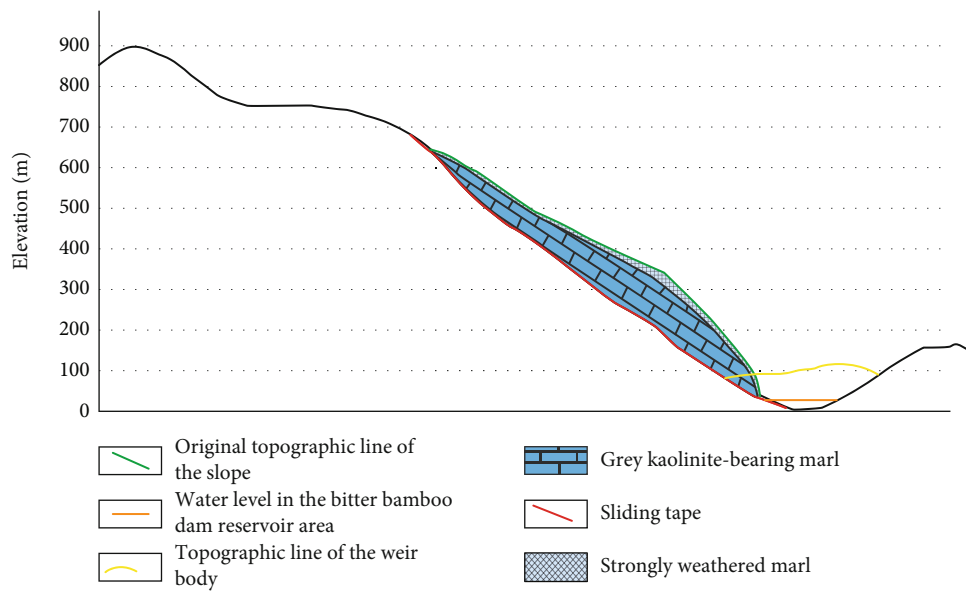 Elevation (m)
900
800
700
600
500
400
300
200
100
0
Original topographic line of
the slope
Water level in the bitter bamboo
dam reservoir area
Topographic line of the weir
body
Grey kaolinite-bearing marl
Sliding tape
Strongly weathered marl